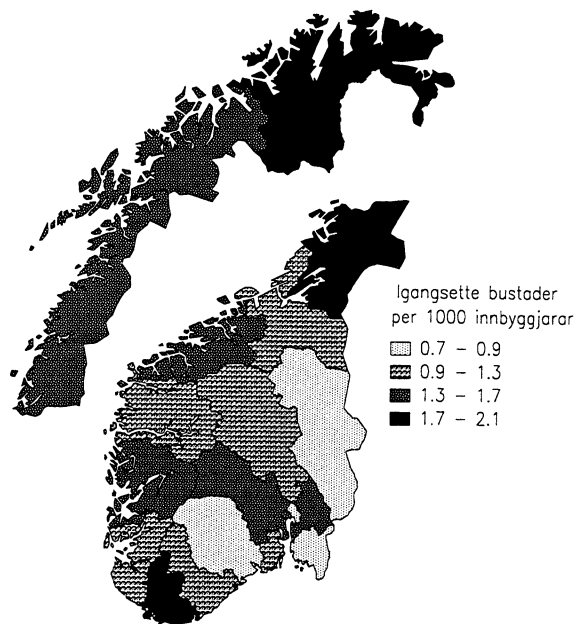 Igangsette bustader
per 1000 innbyggjarar
0.7 – 0.9
0.9 – 1.3
1.3 – 1.7
1.7 – 2.1